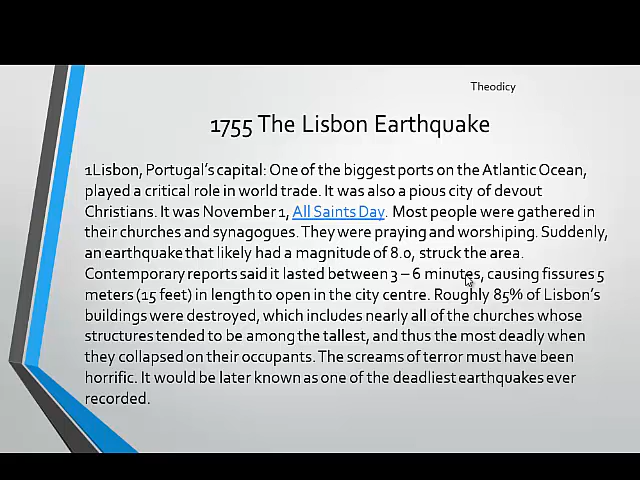 Theodicy
1755 The Lisbon Earthquake
1Lisbon, Portugal's capital: One of the biggest ports on the Atlantic Ocean,
played a critical role in world trade. It was also a pious city of devout
Christians. It was November 1, All Saints Day. Most people were gathered in
their churches and synagogues. They were praying and worshiping. Suddenly,
an earthquake that likely had a magnitude of 8.0, struck the area.
Contemporary reports said it lasted between 3 – 6 minutes, causing fissures 5
meters (15 feet) in length to open in the city centre. Roughly 85% of Lisbon's
buildings were destroyed, which includes nearly all of the churches whose
structures tended to be among the tallest, and thus the most deadly when
they collapsed on their occupants. The screams of terror must have been
horrific. It would be later known as one of the deadliest earthquakes ever
recorded.